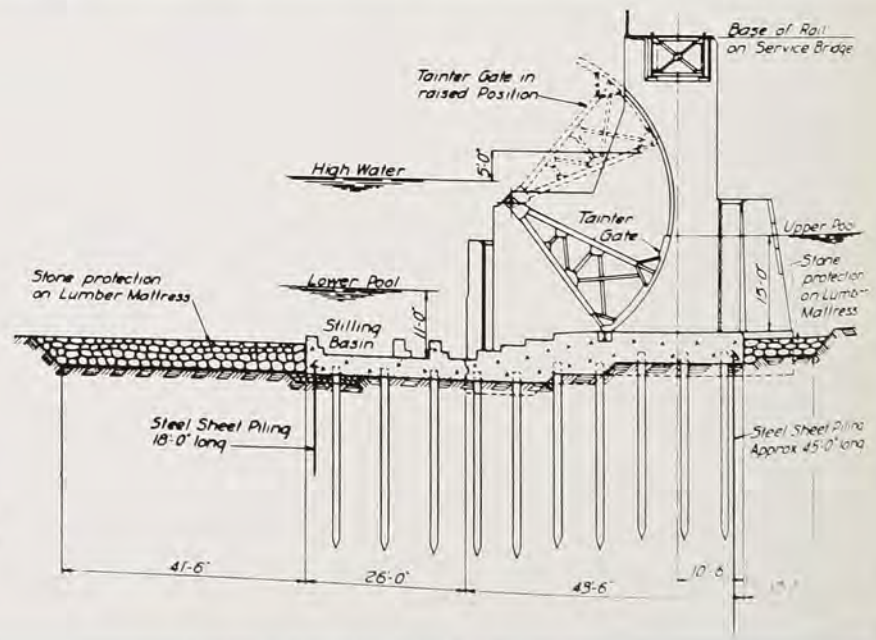 Base of Rail
on Service Bridge
Tainter Gate in
raised Position
High Water
5'-0"
Tainter
Gate
Upper Pool
Stone
protection
on Lumber
Mattress
15'-0"
Stone protection
on Lumber Mattress
Lower Pool
11'-0"
Stilling
Basin
Steel Sheet Piling
18'-0" long
Steel Sheet Piling
Approx 45'-0" long
41'-6"
26'-0"
43'-6"
10'-6"